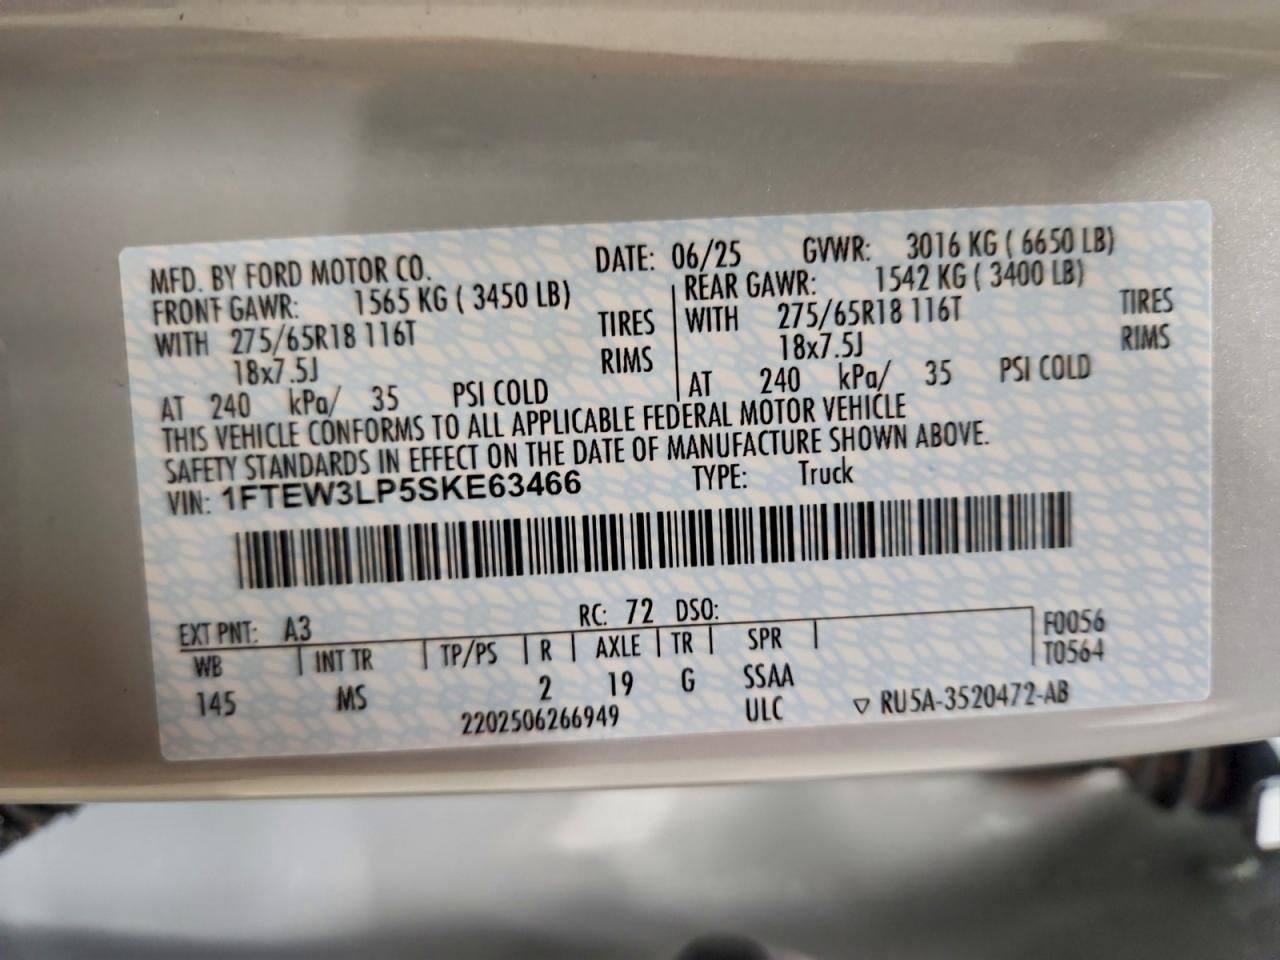 MFD. BY FORD MOTOR CO. DATE: 06/25 GVWR: 3016 KG ( 6650 LB)
FRONT GAWR: 1565 KG ( 3450 LB) REAR GAWR: 1542 KG ( 3400 LB)
WITH 275/65R18 116T TIRES WITH 275/65R18 116T TIRES
18x7.5J RIMS 18x7.5J RIMS
AT 240 kPa/ 35 PSI COLD AT 240 kPa/ 35 PSI COLD
THIS VEHICLE CONFORMS TO ALL APPLICABLE FEDERAL MOTOR VEHICLE
SAFETY STANDARDS IN EFFECT ON THE DATE OF MANUFACTURE SHOWN ABOVE.
VIN: 1FTEW3LP5SKE63466 TYPE: Truck
EXT PNT: A3 RC: 72 DSO: F0056
WB INT TR TP/PS R AXLE TR SPR T0564
145 MS 2 19 G SSAA
2202506266949 ULC ▽ RU5A-3520472-AB